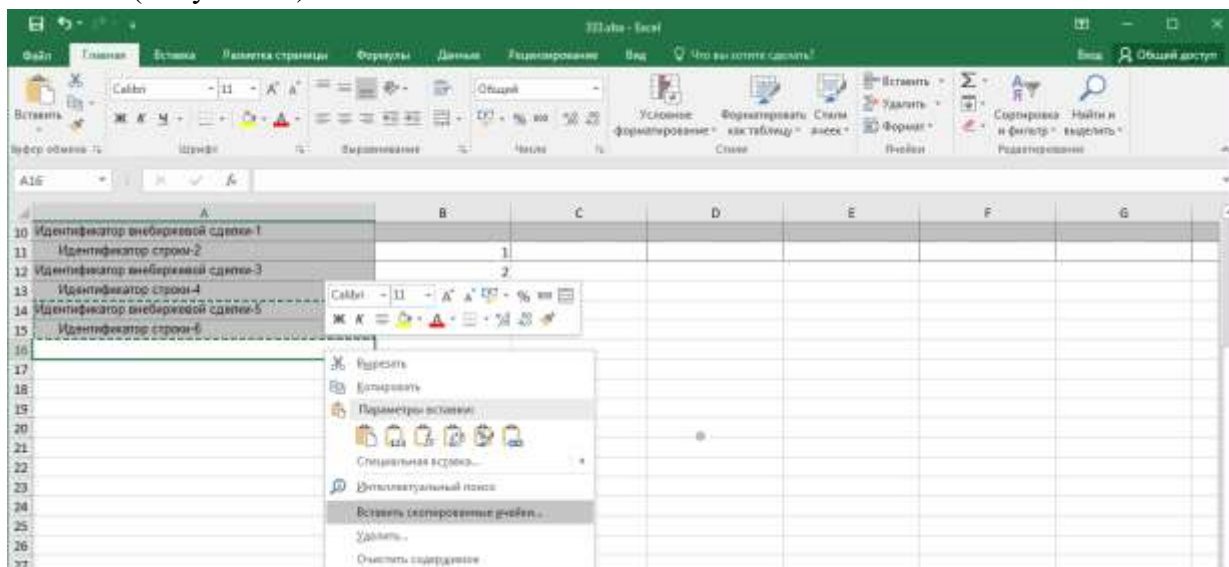 333.xlsx - Excel
Файл Главная Вставка Разметка страницы Формулы Данные Рецензирование Вид Что вы хотите сделать? Вход Общий доступ
Calibri 11 Общий Вставить
Вставить Условное Форматировать Стили Удалить Сортировка Найти и
Ж К Ч % 000 форматирование как таблицу ячеек Формат и фильтр выделить
Буфер обмена Шрифт Выравнивание Число Стили Ячейки Редактирование
A16 fx
A B C D E F G
10 Идентификатор внебиржевой сделки-1
11 Идентификатор строки-2 1
12 Идентификатор внебиржевой сделки-3 2
13 Идентификатор строки-4
Calibri 11 % 000
14 Идентификатор внебиржевой сделки-5
Ж К
15 Идентификатор строки-6
16
17 Вырезать
18 Копировать
19 Параметры вставки:
20
21
22 Специальная вставка...
23 Интеллектуальный поиск
24 Вставить скопированные ячейки...
25
26 Удалить...
27 Очистить содержимое